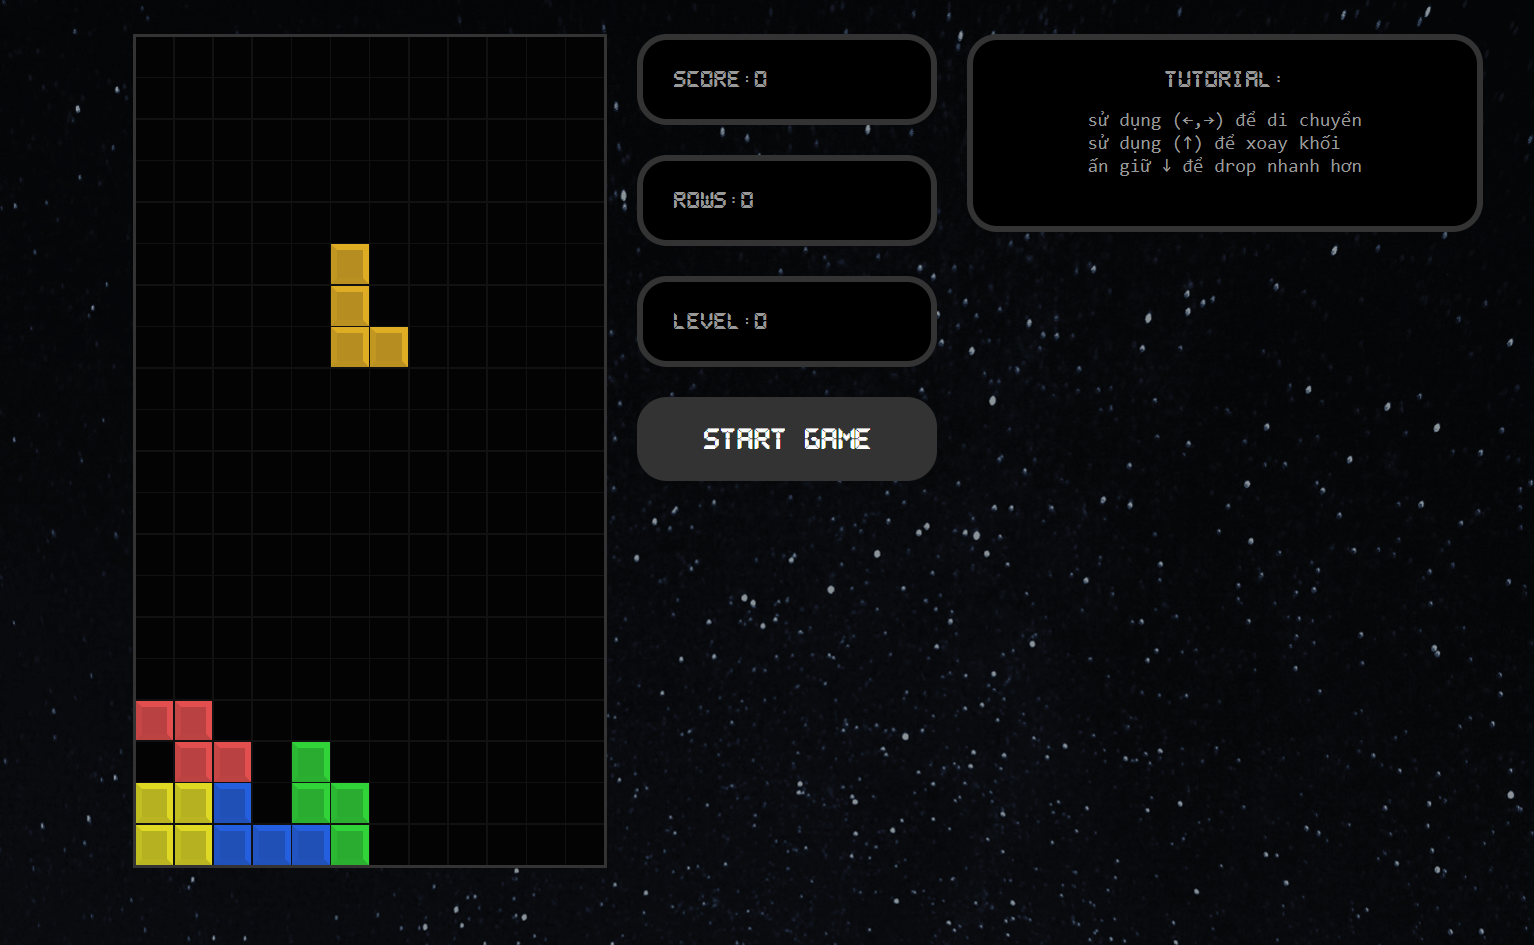 SCORE:0
ROWS:0
LEVEL:0
START GAME
TUTORIAL:
sử dụng (←,→) để di chuyển
sử dụng (↑) để xoay khối
ấn giữ ↓ để drop nhanh hơn